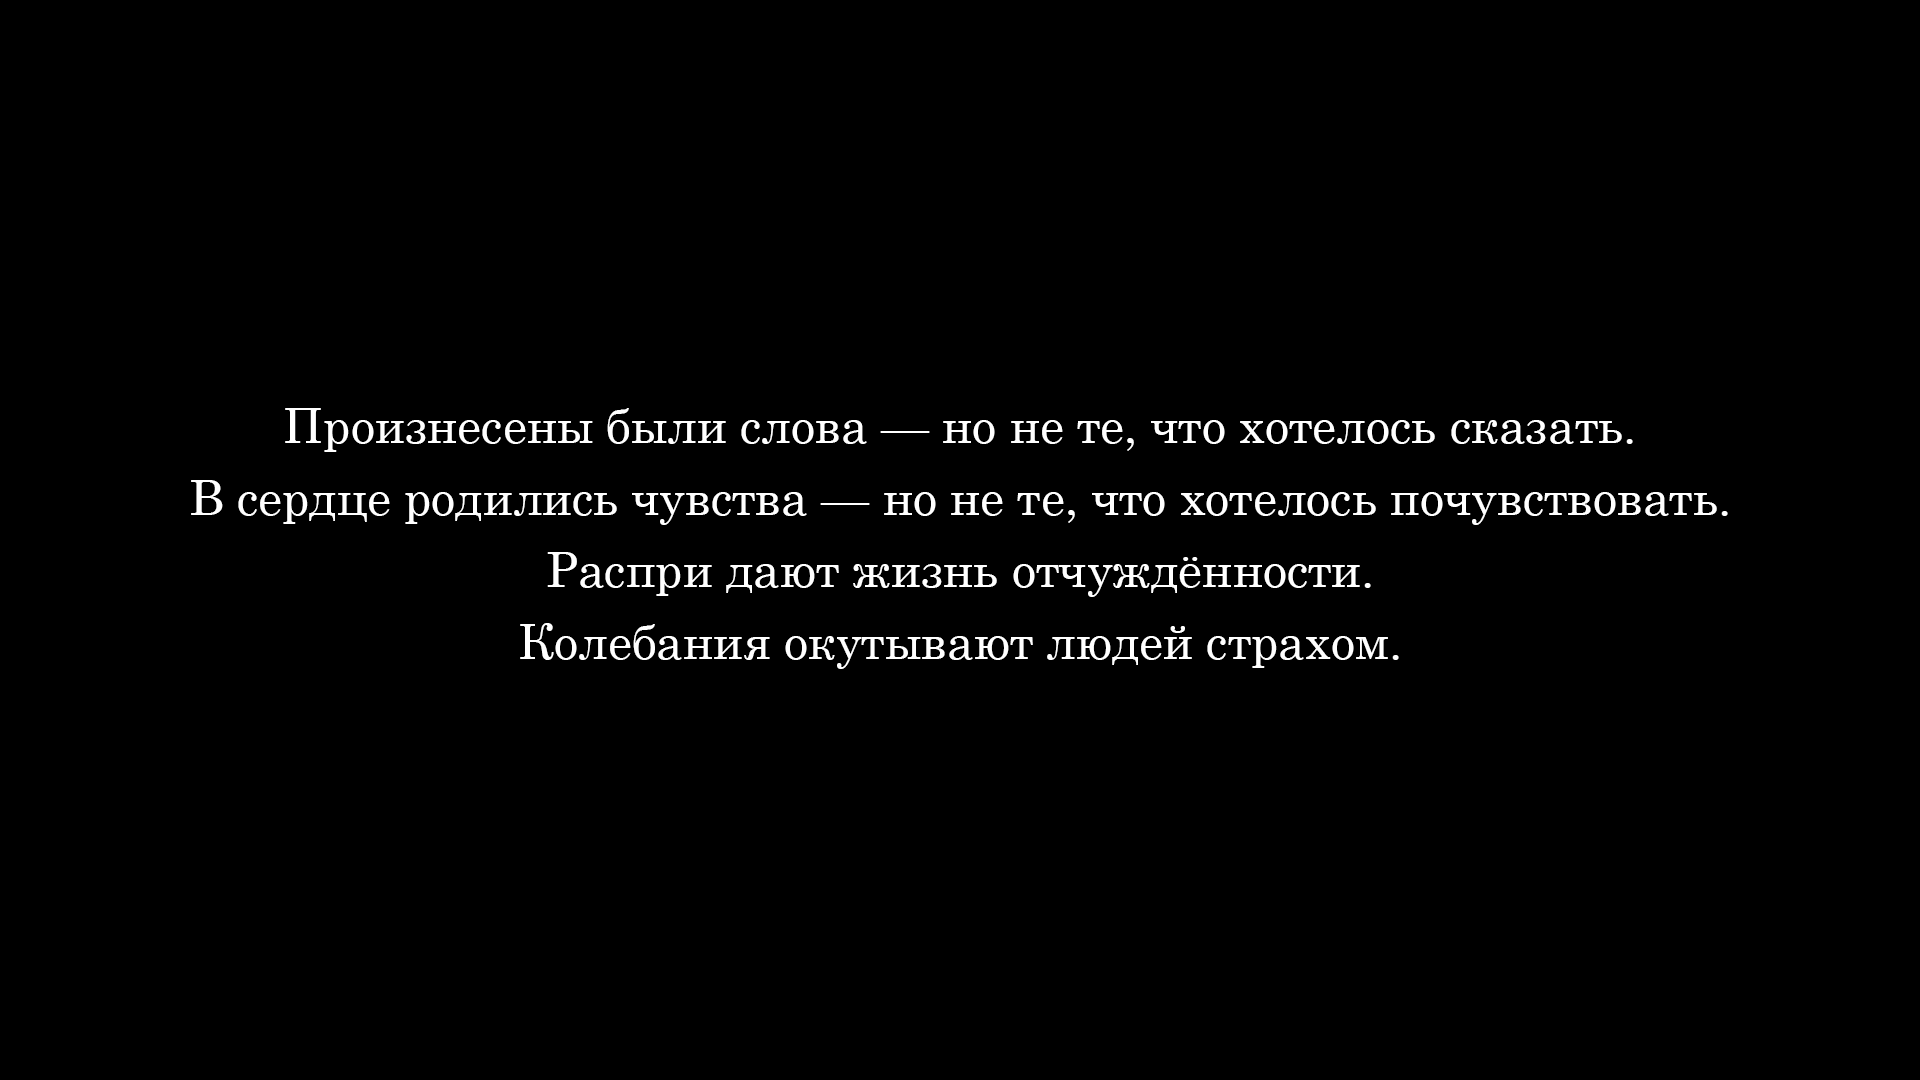 Произнесены были слова — но не те, что хотелось сказать.
В сердце родились чувства — но не те, что хотелось почувствовать.
Распри дают жизнь отчуждённости.
Колебания окутывают людей страхом.